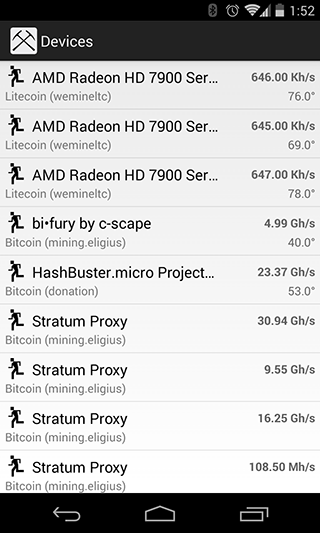 1:52
Devices
AMD Radeon HD 7900 Ser... 646.00 Kh/s
Litecoin (wemineltc) 76.0°
AMD Radeon HD 7900 Ser... 645.00 Kh/s
Litecoin (wemineltc) 69.0°
AMD Radeon HD 7900 Ser... 647.00 Kh/s
Litecoin (wemineltc) 78.0°
bi•fury by c-scape 4.99 Gh/s
Bitcoin (mining.eligius) 40.0°
HashBuster.micro Project... 23.37 Gh/s
Bitcoin (donation) 53.0°
Stratum Proxy 30.94 Gh/s
Bitcoin (mining.eligius)
Stratum Proxy 9.55 Gh/s
Bitcoin (mining.eligius)
Stratum Proxy 16.25 Gh/s
Bitcoin (mining.eligius)
Stratum Proxy 108.50 Mh/s
Bitcoin (mining.eligius)